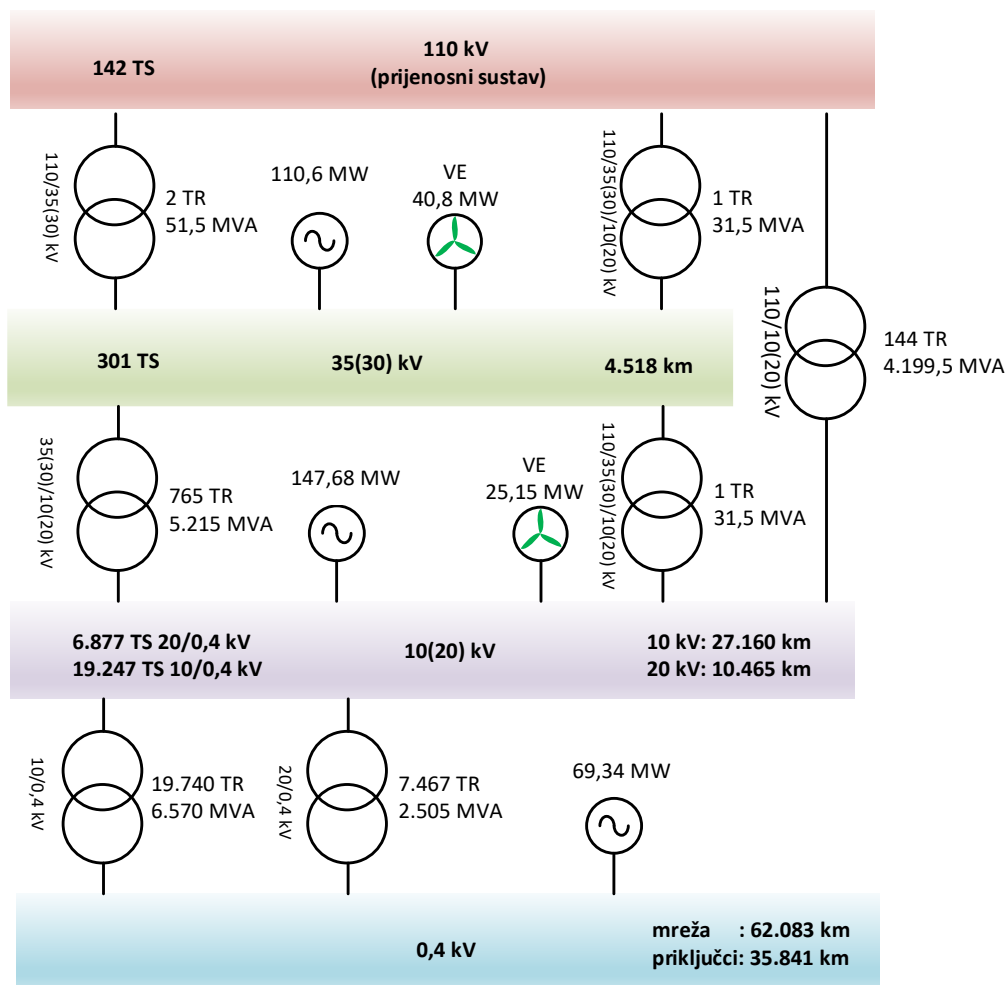 142 TS
110 kV
(prijenosni sustav)
110/35(30) kV
2 TR
51,5 MVA
110,6 MW
VE
40,8 MW
110/35(30)/10(20) kV
1 TR
31,5 MVA
110/10(20) kV
144 TR
4.199,5 MVA
301 TS
35(30) kV
4.518 km
35(30)/10(20) kV
765 TR
5.215 MVA
147,68 MW
VE
25,15 MW
110/35(30)/10(20) kV
1 TR
31,5 MVA
6.877 TS 20/0,4 kV
19.247 TS 10/0,4 kV
10(20) kV
10 kV: 27.160 km
20 kV: 10.465 km
10/0,4 kV
19.740 TR
6.570 MVA
20/0,4 kV
7.467 TR
2.505 MVA
69,34 MW
0,4 kV
mreža : 62.083 km
priključci: 35.841 km